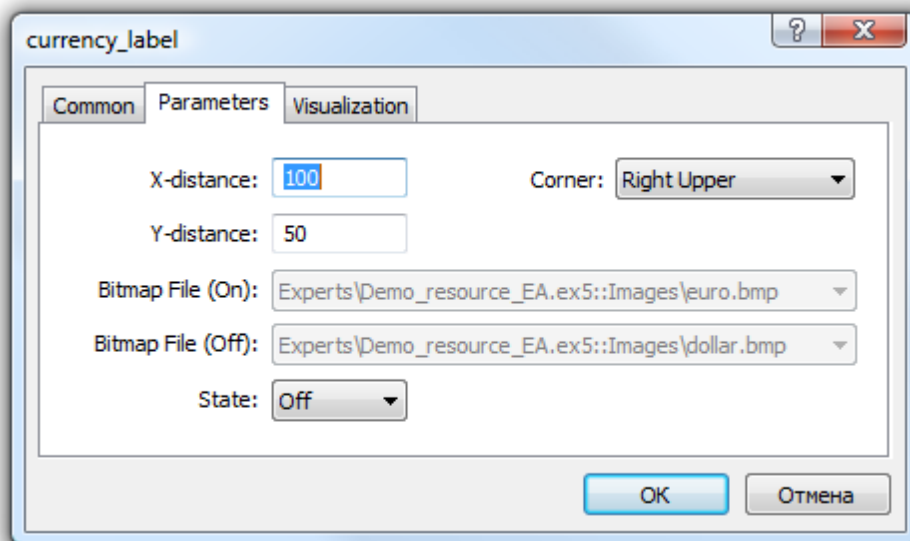 currency_label
Common Parameters Visualization
X-distance: 100 Corner: Right Upper
Y-distance: 50
Bitmap File (On): Experts\Demo_resource_EA.ex5::Images\euro.bmp
Bitmap File (Off): Experts\Demo_resource_EA.ex5::Images\dollar.bmp
State: Off
OK Отмена